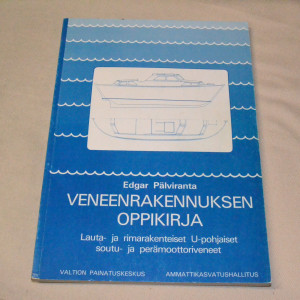 Edgar Pälviranta
VENEENRAKENNUKSEN
OPPIKIRJA
Lauta- ja rimarakenteiset U-pohjaiset
soutu- ja perämoottoriveneet
VALTION PAINATUSKESKUS AMMATTIKASVATUSHALLITUS